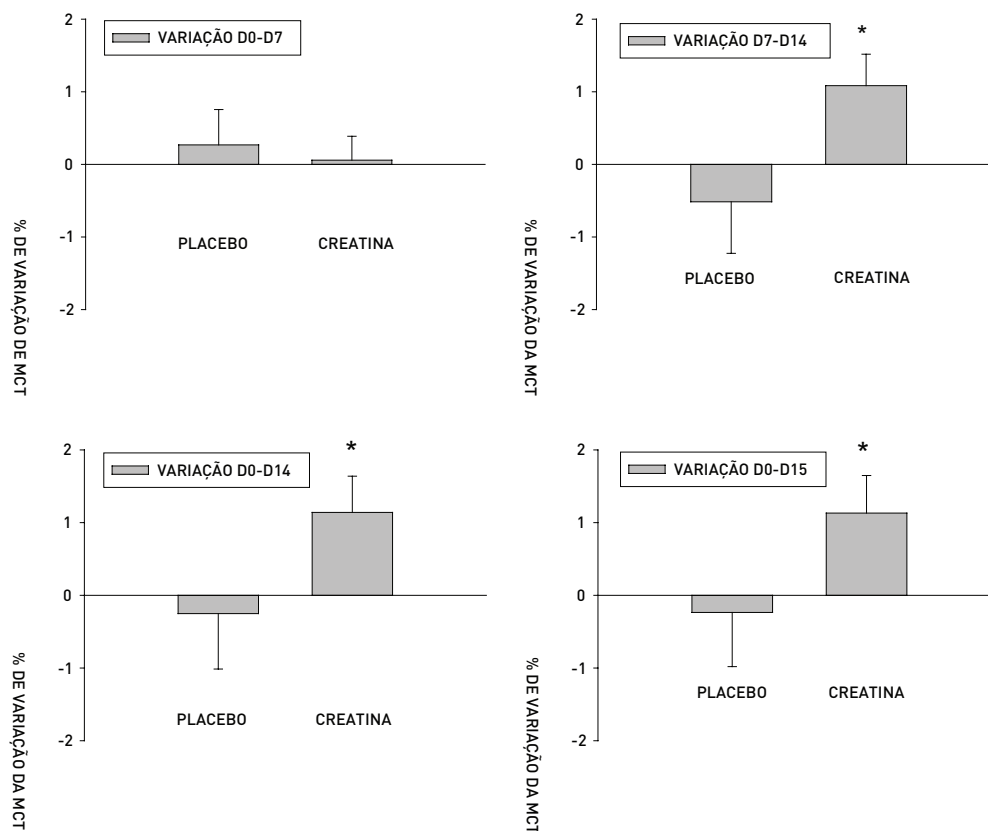 2
VARIAÇÃO D0-D7
1
0
-1
-2
PLACEBO
CREATINA
% DE VARIAÇÃO DE MCT
2
VARIAÇÃO D7-D14
*
1
0
-1
-2
PLACEBO
CREATINA
% DE VARIAÇÃO DA MCT
2
VARIAÇÃO D0-D14
*
1
0
-1
-2
PLACEBO
CREATINA
% DE VARIAÇÃO DA MCT
2
VARIAÇÃO D0-D15
*
1
0
-1
-2
PLACEBO
CREATINA
% DE VARIAÇÃO DA MCT